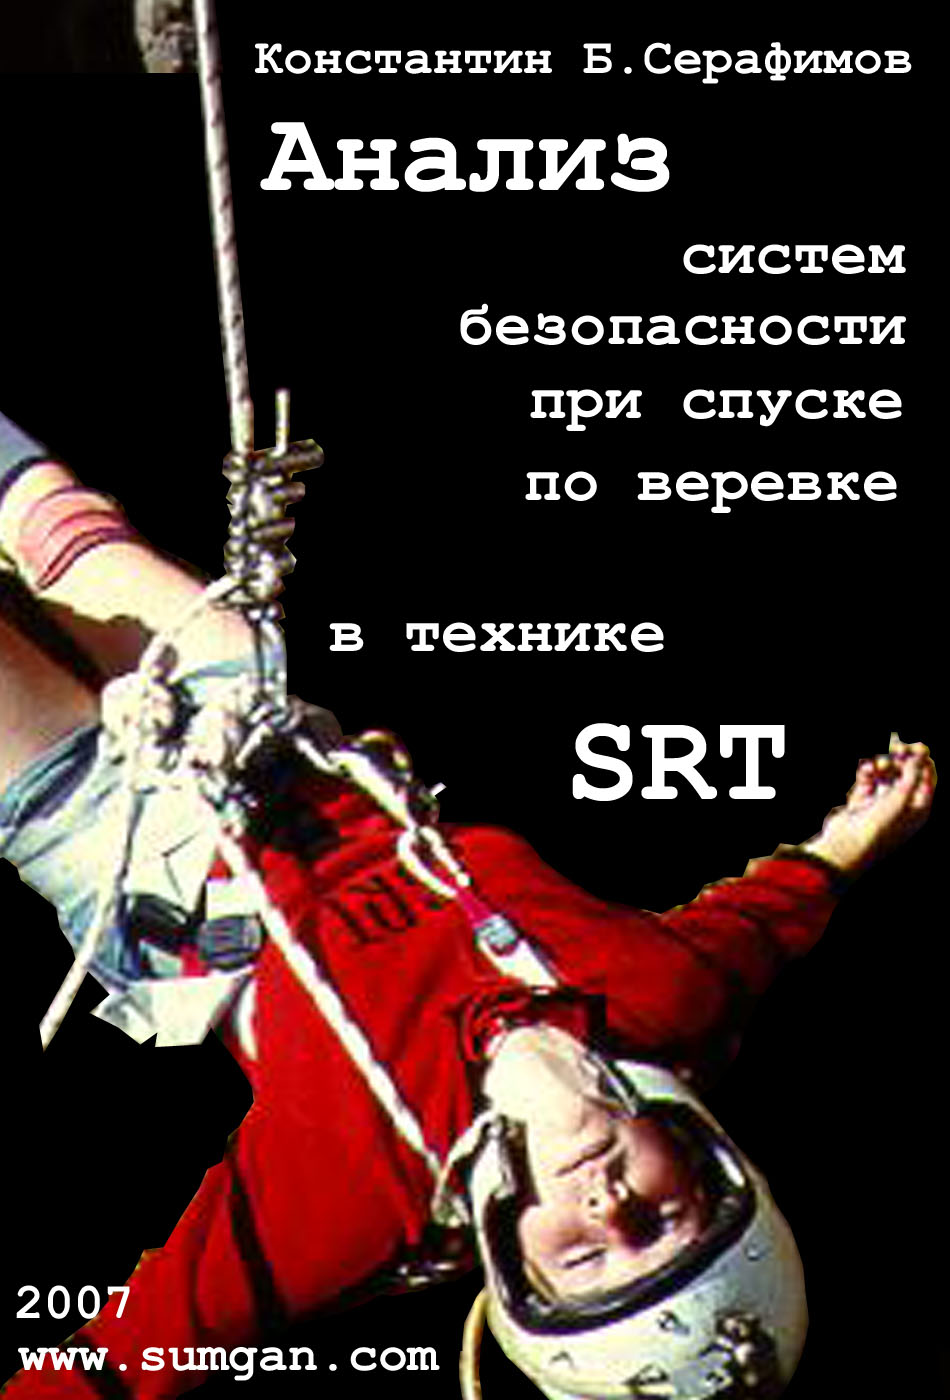 Константин Б.Серафимов
Анализ
систем
безопасности
при спуске
по веревке
в технике
SRT
2007
www.sumgan.com